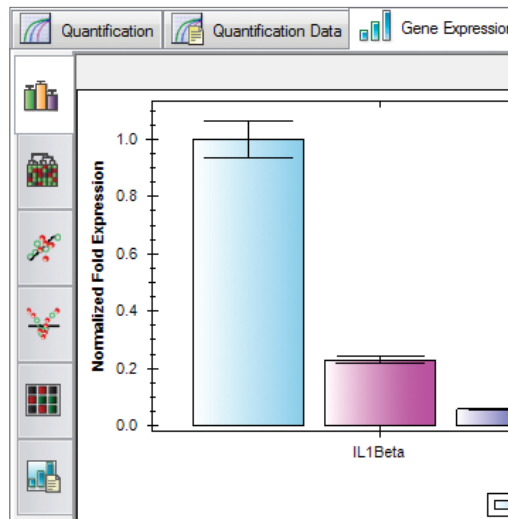 Quantification
Quantification Data
Gene Expression
Normalized Fold Expression
1.0
0.8
0.6
0.4
0.2
0.0
IL1Beta